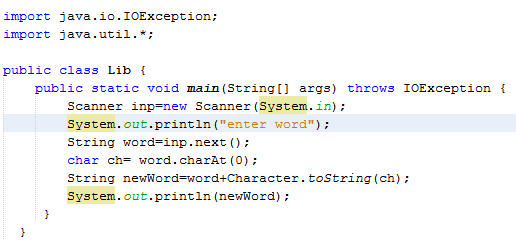 import java.io.IOException;
import java.util.*;
public class Lib {
public static void main(String[] args) throws IOException {
Scanner inp=new Scanner(System.in);
System.out.println("enter word");
String word=inp.next();
char ch= word.charAt(0);
String newWord=word+Character.toString(ch);
System.out.println(newWord);
}
}